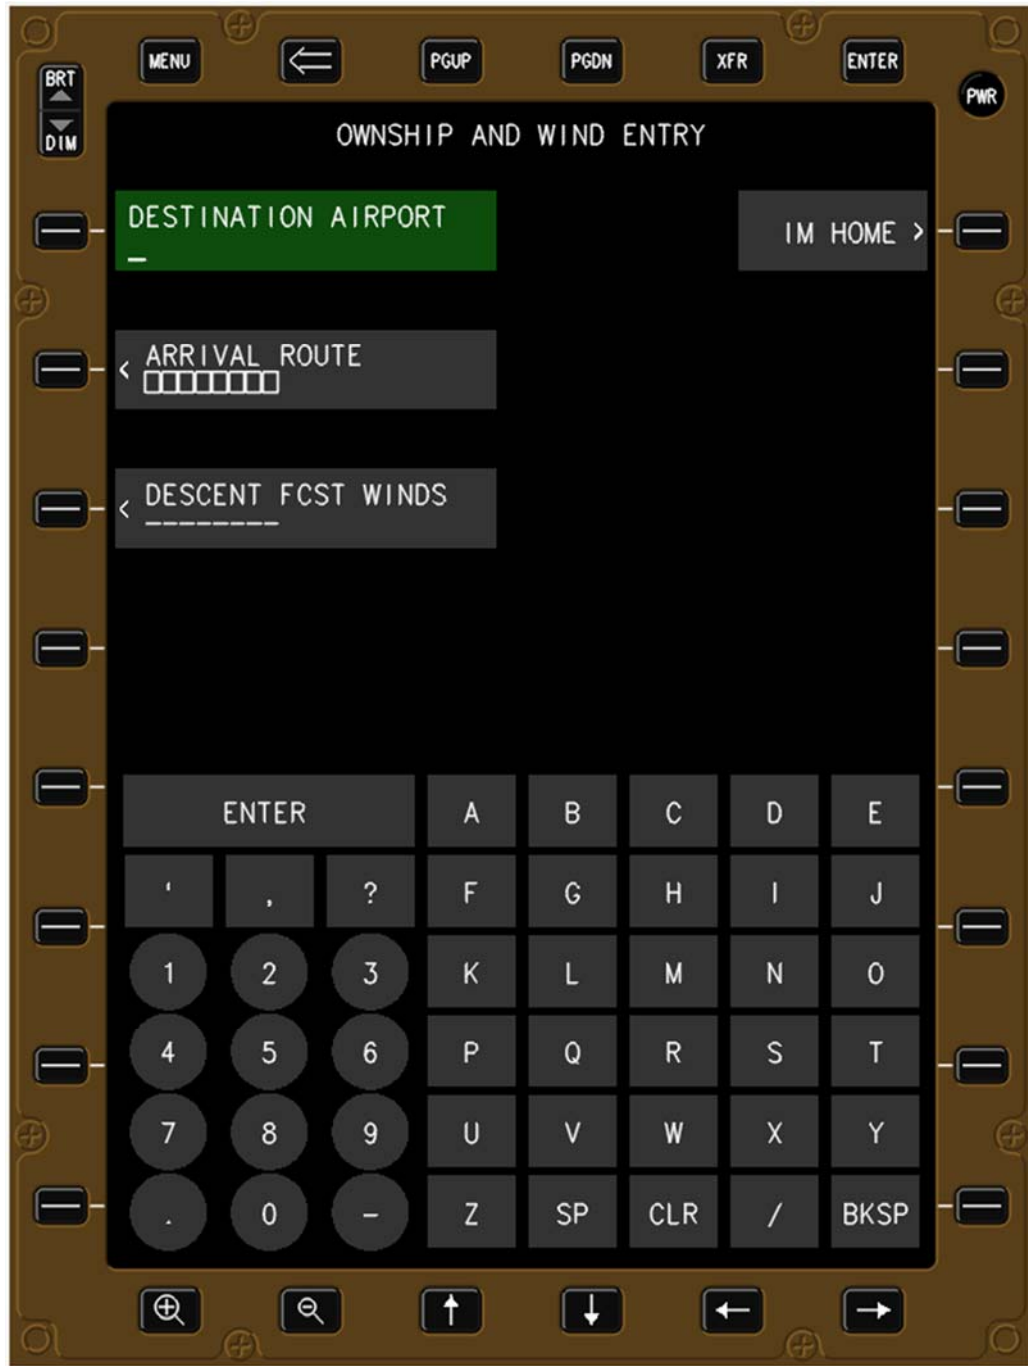 MENU PGUP PGDN XFR ENTER
BRT
DIM
PWR
OWNSHIP AND WIND ENTRY
DESTINATION AIRPORT
_
IM HOME >
< ARRIVAL ROUTE
□□□□□□□□
< DESCENT FCST WINDS
________
ENTER A B C D E
' , ? F G H I J
1 2 3 K L M N O
4 5 6 P Q R S T
7 8 9 U V W X Y
. 0 – Z SP CLR / BKSP